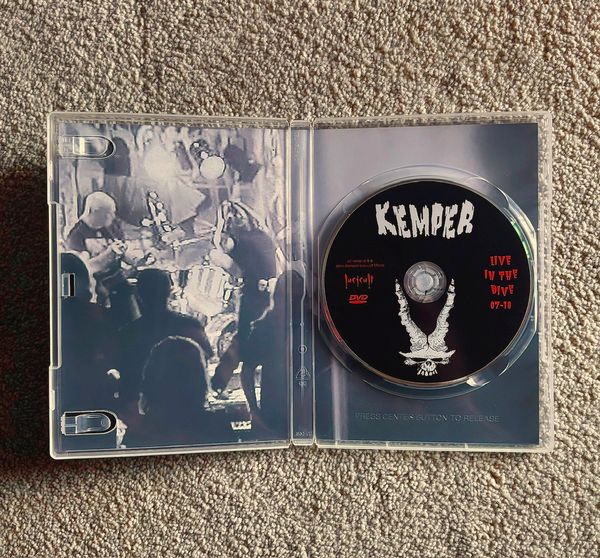 KEMPER
LIVE
IN THE
DIVE
07-10
DVD
PRESS CENTER BUTTON TO RELEASE